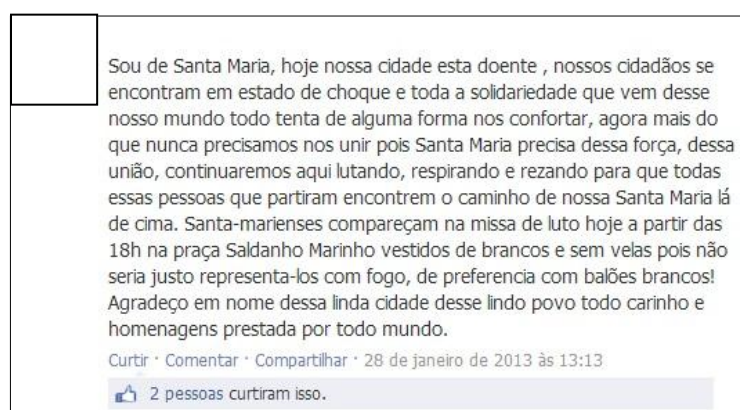 Sou de Santa Maria, hoje nossa cidade esta doente , nossos cidadãos se
encontram em estado de choque e toda a solidariedade que vem desse
nosso mundo todo tenta de alguma forma nos confortar, agora mais do
que nunca precisamos nos unir pois Santa Maria precisa dessa força, dessa
união, continuaremos aqui lutando, respirando e rezando para que todas
essas pessoas que partiram encontrem o caminho de nossa Santa Maria lá
de cima. Santa-marienses compareçam na missa de luto hoje a partir das
18h na praça Saldanho Marinho vestidos de brancos e sem velas pois não
seria justo representa-los com fogo, de preferencia com balões brancos!
Agradeço em nome dessa linda cidade desse lindo povo todo carinho e
homenagens prestada por todo mundo.
Curtir · Comentar · Compartilhar · 28 de janeiro de 2013 às 13:13
2 pessoas curtiram isso.